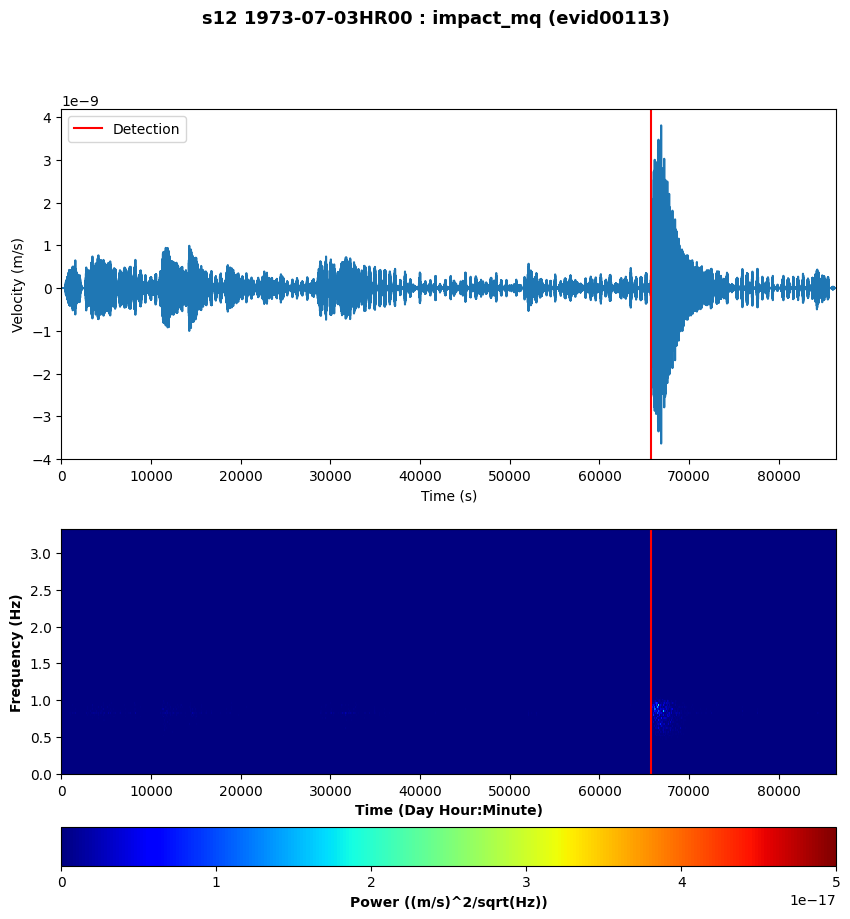 s12 1973-07-03HR00 : impact_mq (evid00113)
1e−9
Detection
4
3
2
1
0
−1
−2
−3
−4
Velocity (m/s)
0 10000 20000 30000 40000 50000 60000 70000 80000
Time (s)
3.0
2.5
2.0
1.5
1.0
0.5
0.0
Frequency (Hz)
0 10000 20000 30000 40000 50000 60000 70000 80000
Time (Day Hour:Minute)
0 1 2 3 4 5
1e−17
Power ((m/s)^2/sqrt(Hz))